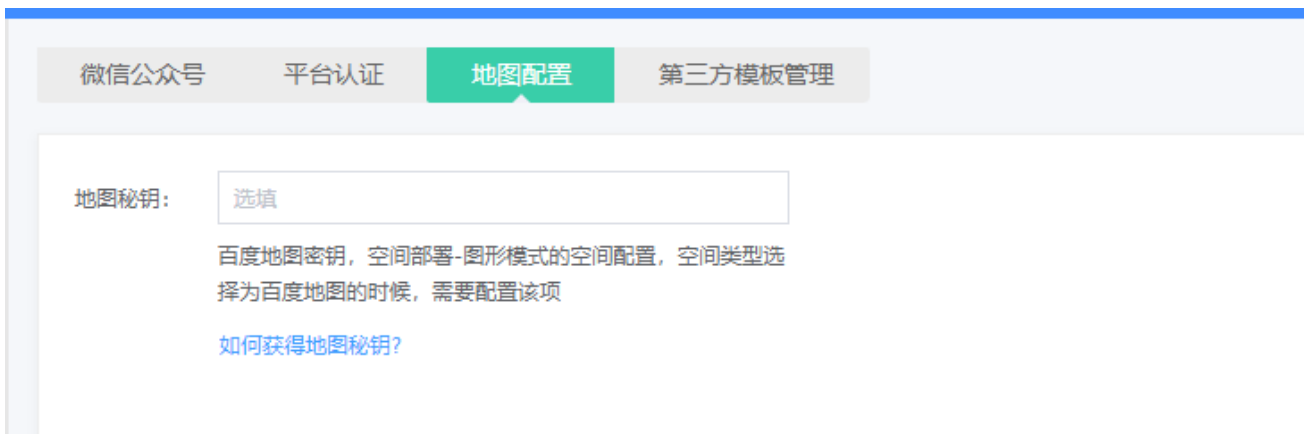 微信公众号 平台认证 地图配置 第三方模板管理
地图秘钥： 选填
百度地图密钥，空间部署-图形模式的空间配置，空间类型选
择为百度地图的时候，需要配置该项
如何获得地图秘钥?